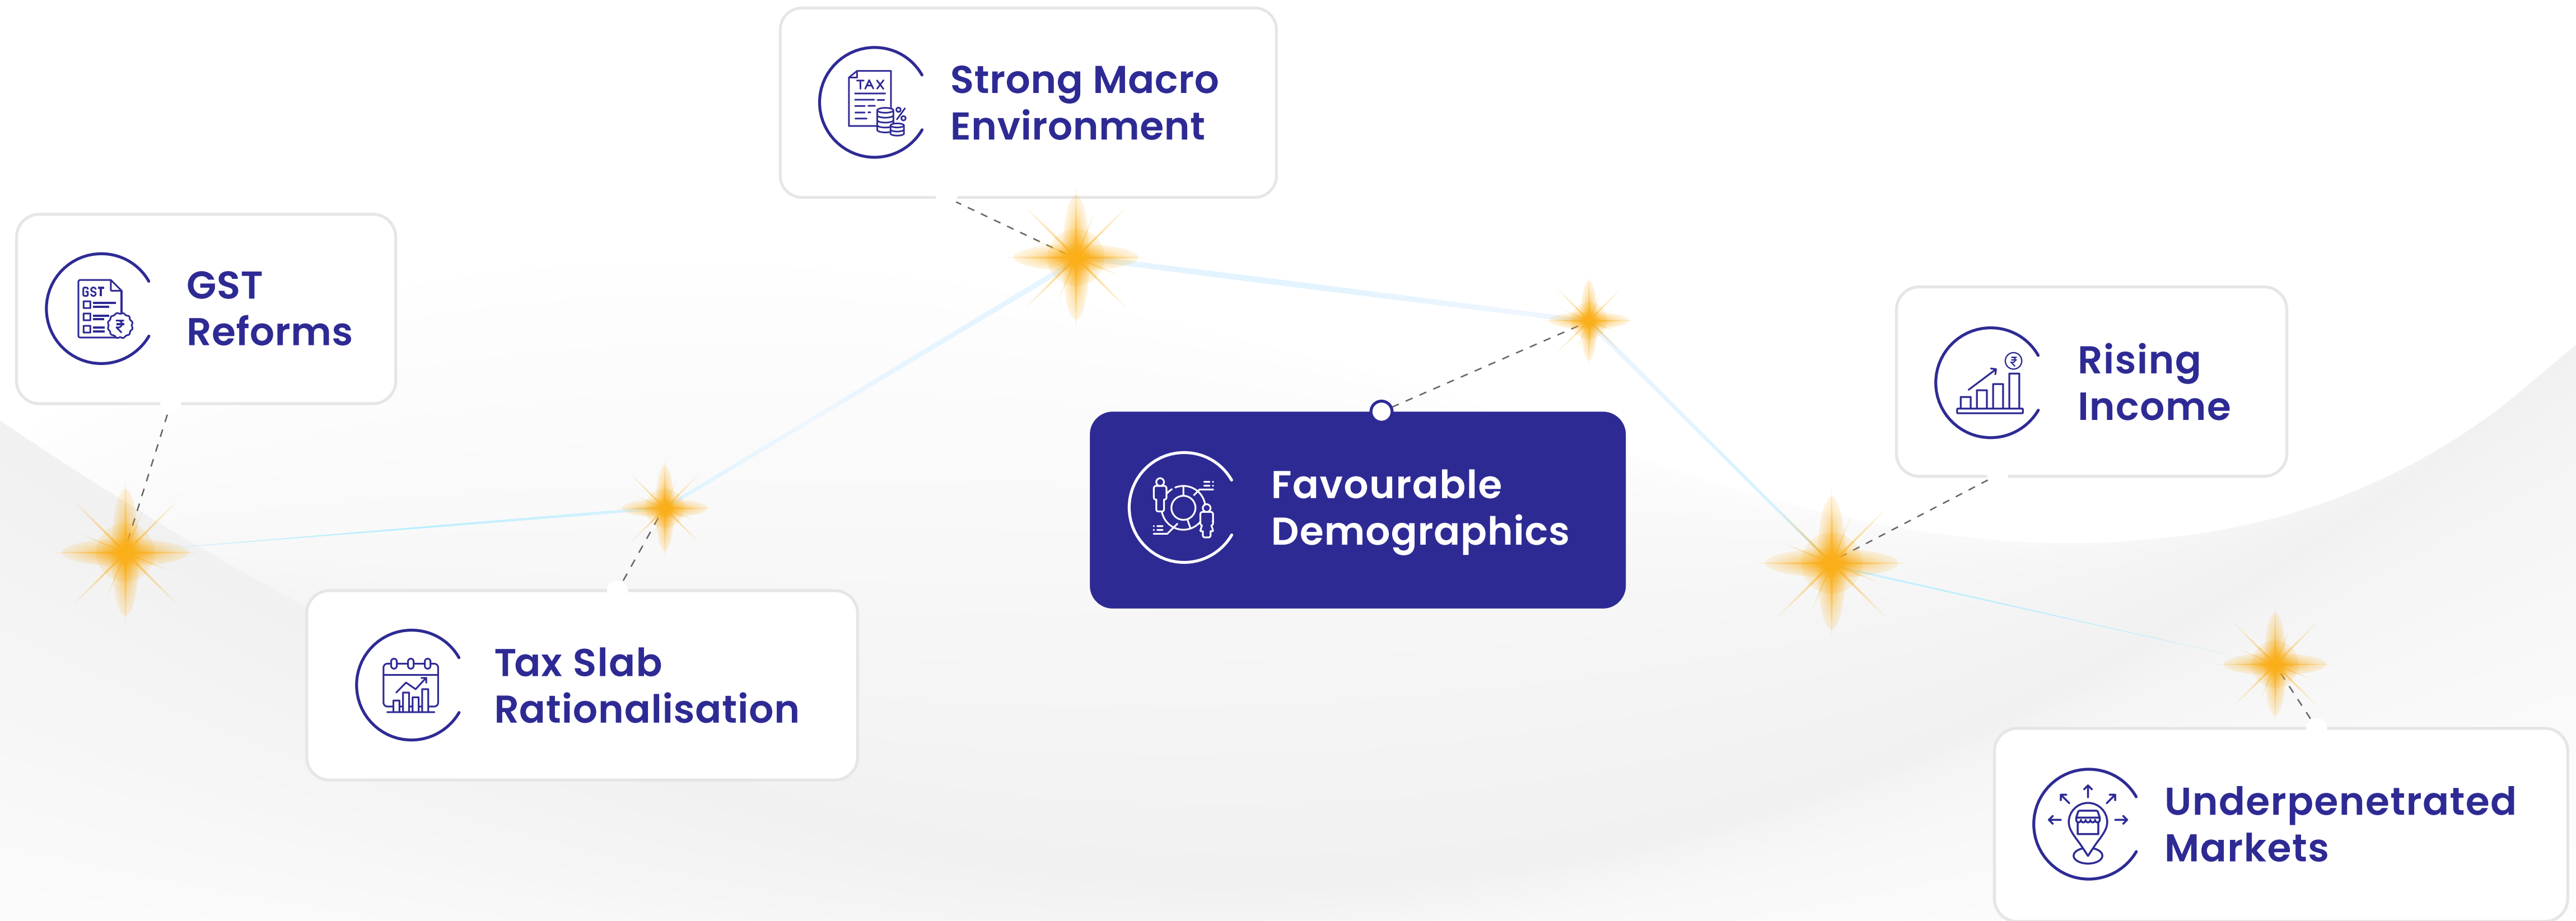 GST
Reforms
GST
₹
Tax Slab
Rationalisation
Strong Macro
Environment
TAX
%
Favourable
Demographics
Rising
Income
₹
Underpenetrated
Markets